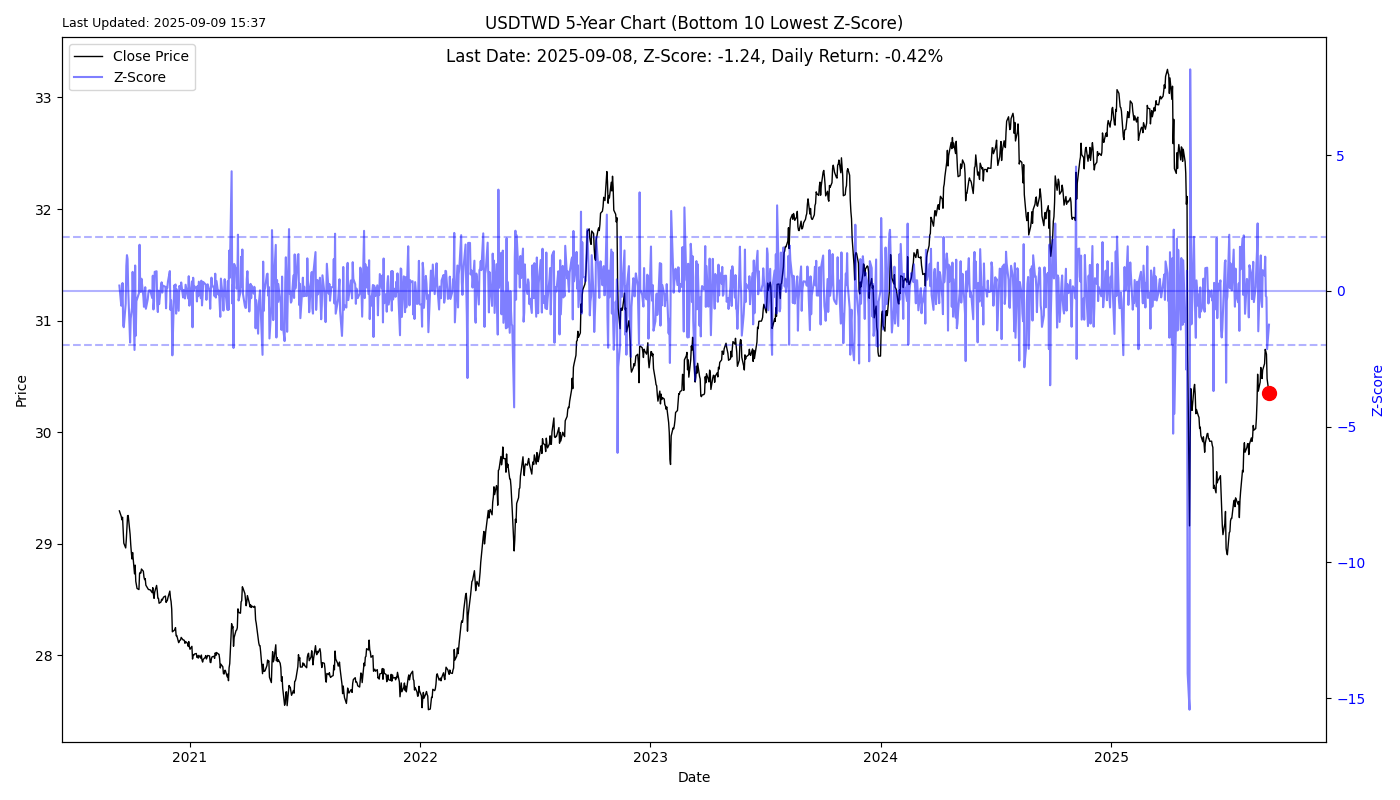 Last Updated: 2025-09-09 15:37
USDTWD 5-Year Chart (Bottom 10 Lowest Z-Score)
Last Date: 2025-09-08, Z-Score: -1.24, Daily Return: -0.42%
Close Price
Z-Score
33
32
31
30
29
28
Price
5
0
−5
−10
−15
Z-Score
2021
2022
2023
2024
2025
Date